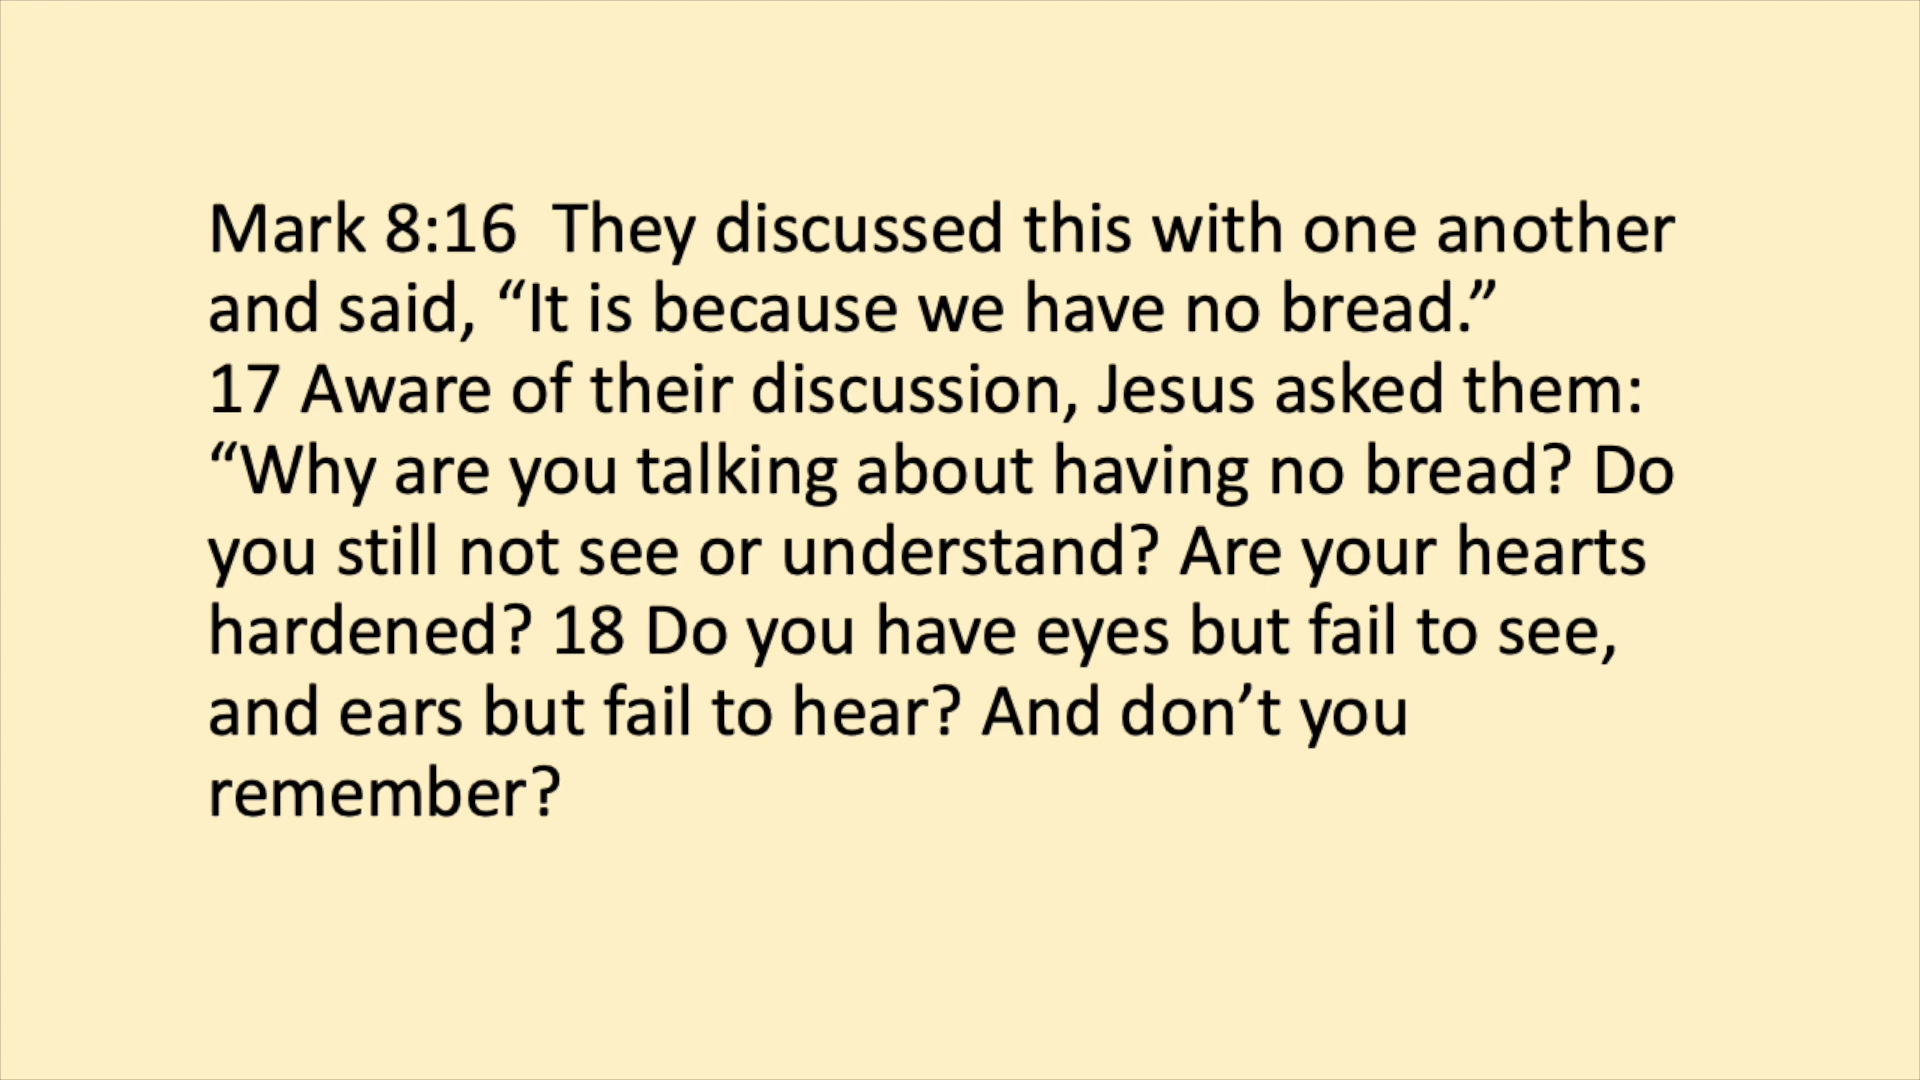 Mark 8:16  They discussed this with one another
and said, “It is because we have no bread.”
17 Aware of their discussion, Jesus asked them:
“Why are you talking about having no bread? Do
you still not see or understand? Are your hearts
hardened? 18 Do you have eyes but fail to see,
and ears but fail to hear? And don’t you
remember?